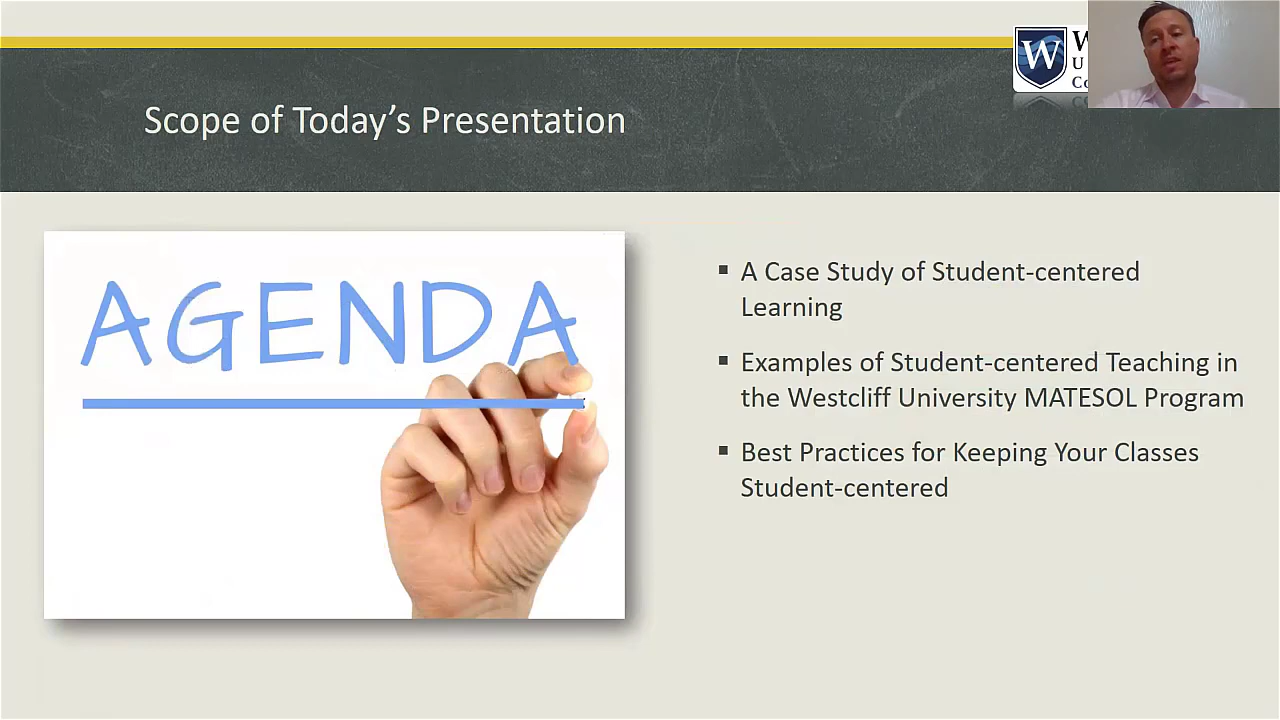 W
Scope of Today's Presentation
AGENDA
▪ A Case Study of Student-centered
Learning
▪ Examples of Student-centered Teaching in
the Westcliff University MATESOL Program
▪ Best Practices for Keeping Your Classes
Student-centered